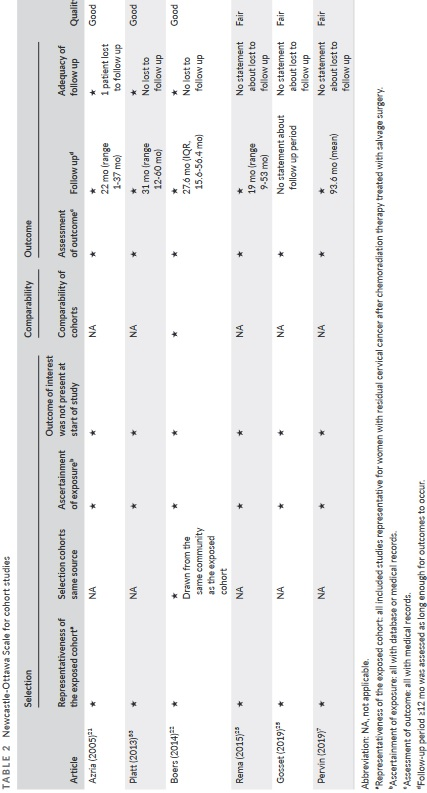 TABLE 2 Newcastle-Ottawa Scale for cohort studies
Selection Comparability Outcome
Article Representativeness of the exposed cohortᵃ Selection cohorts same source Ascertainment of exposureᵇ Outcome of interest was not present at start of study Comparability of cohorts Assessment of outcomeᶜ Follow upᵈ Adequacy of follow up Qualit
Azria (2005)²¹ ★ NA ★ ★ NA ★ ★ 22 mo (range 1-37 mo) ★ 1 patient lost to follow up Good
Platt (2013) ★ NA ★ ★ NA ★ ★ 31 mo (range 12-60 mo) ★ No lost to follow up Good
Boers (2014)²² ★ ★ Drawn from the same community as the exposed cohort ★ ★ ★ ★ ★ 27.6 mo (IQR, 15.6-56.4 mo) ★ No lost to follow up Good
Rema (2015) ★ NA ★ ★ NA ★ ★ 19 mo (range 9-53 mo) No statement about lost to follow up Fair
Gosset (2019) ★ NA ★ ★ NA ★ No statement about follow up period No statement about lost to follow up Fair
Pervin (2019)⁷ ★ NA ★ ★ NA ★ ★ 93.6 mo (mean) No statement about lost to follow up Fair
Abbreviation: NA, not applicable.
ᵃRepresentativeness of the exposed cohort: all included studies representative for women with residual cervical cancer after chemoradiation therapy treated with salvage surgery.
ᵇAscertainment of exposure: all with database or medical records.
ᶜAssessment of outcome: all with medical records.
ᵈFollow-up period ≥12 mo was assessed as long enough for outcomes to occur.